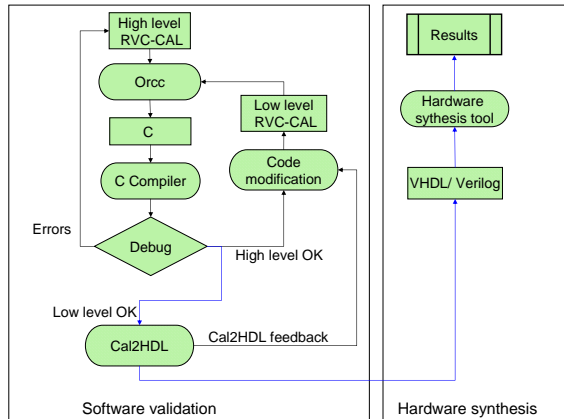 High level
RVC-CAL
Orcc
C
C Compiler
Debug
Errors
High level OK
Low level
RVC-CAL
Code
modification
Low level OK
Cal2HDL
Cal2HDL feedback
Software validation
Results
Hardware
sythesis tool
VHDL/ Verilog
Hardware synthesis